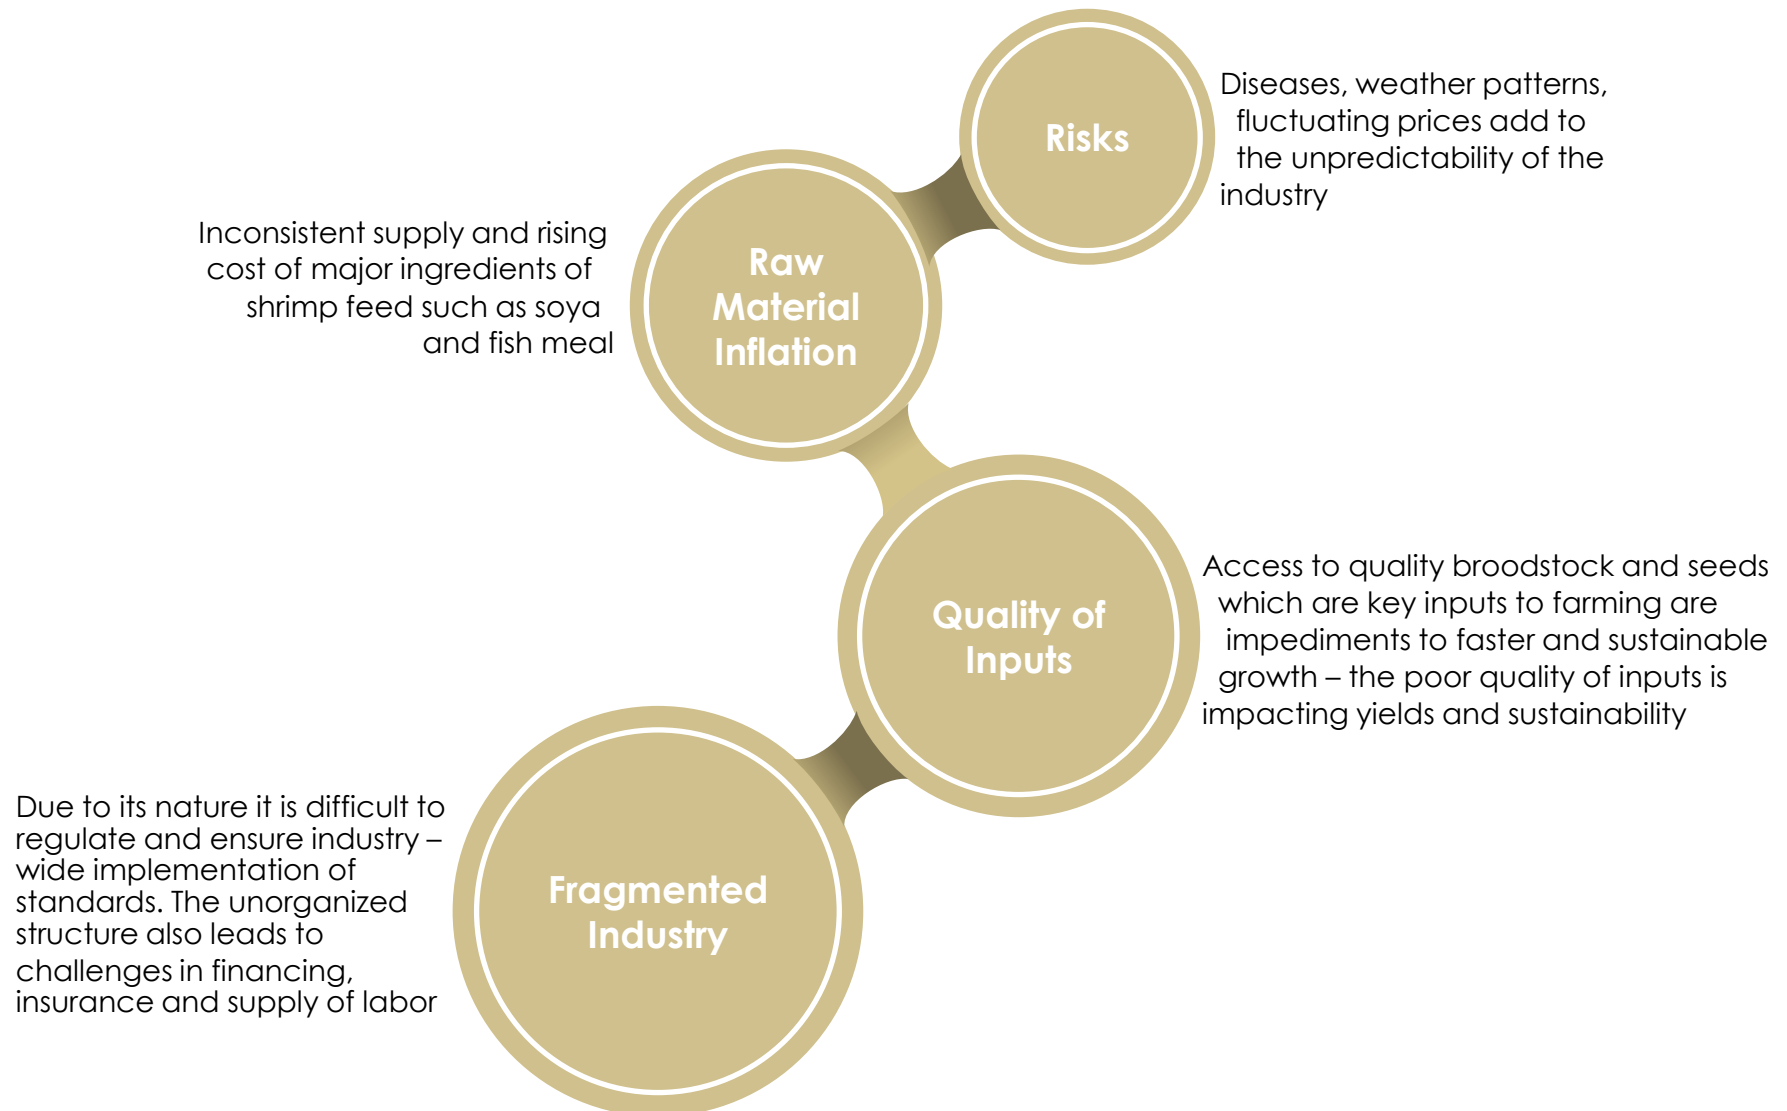 Risks
Diseases, weather patterns,
fluctuating prices add to
the unpredictability of the
industry
Raw
Material
Inflation
Inconsistent supply and rising
cost of major ingredients of
shrimp feed such as soya
and fish meal
Quality of
Inputs
Access to quality broodstock and seeds
which are key inputs to farming are
impediments to faster and sustainable
growth – the poor quality of inputs is
impacting yields and sustainability
Fragmented
Industry
Due to its nature it is difficult to
regulate and ensure industry –
wide implementation of
standards. The unorganized
structure also leads to
challenges in financing,
insurance and supply of labor